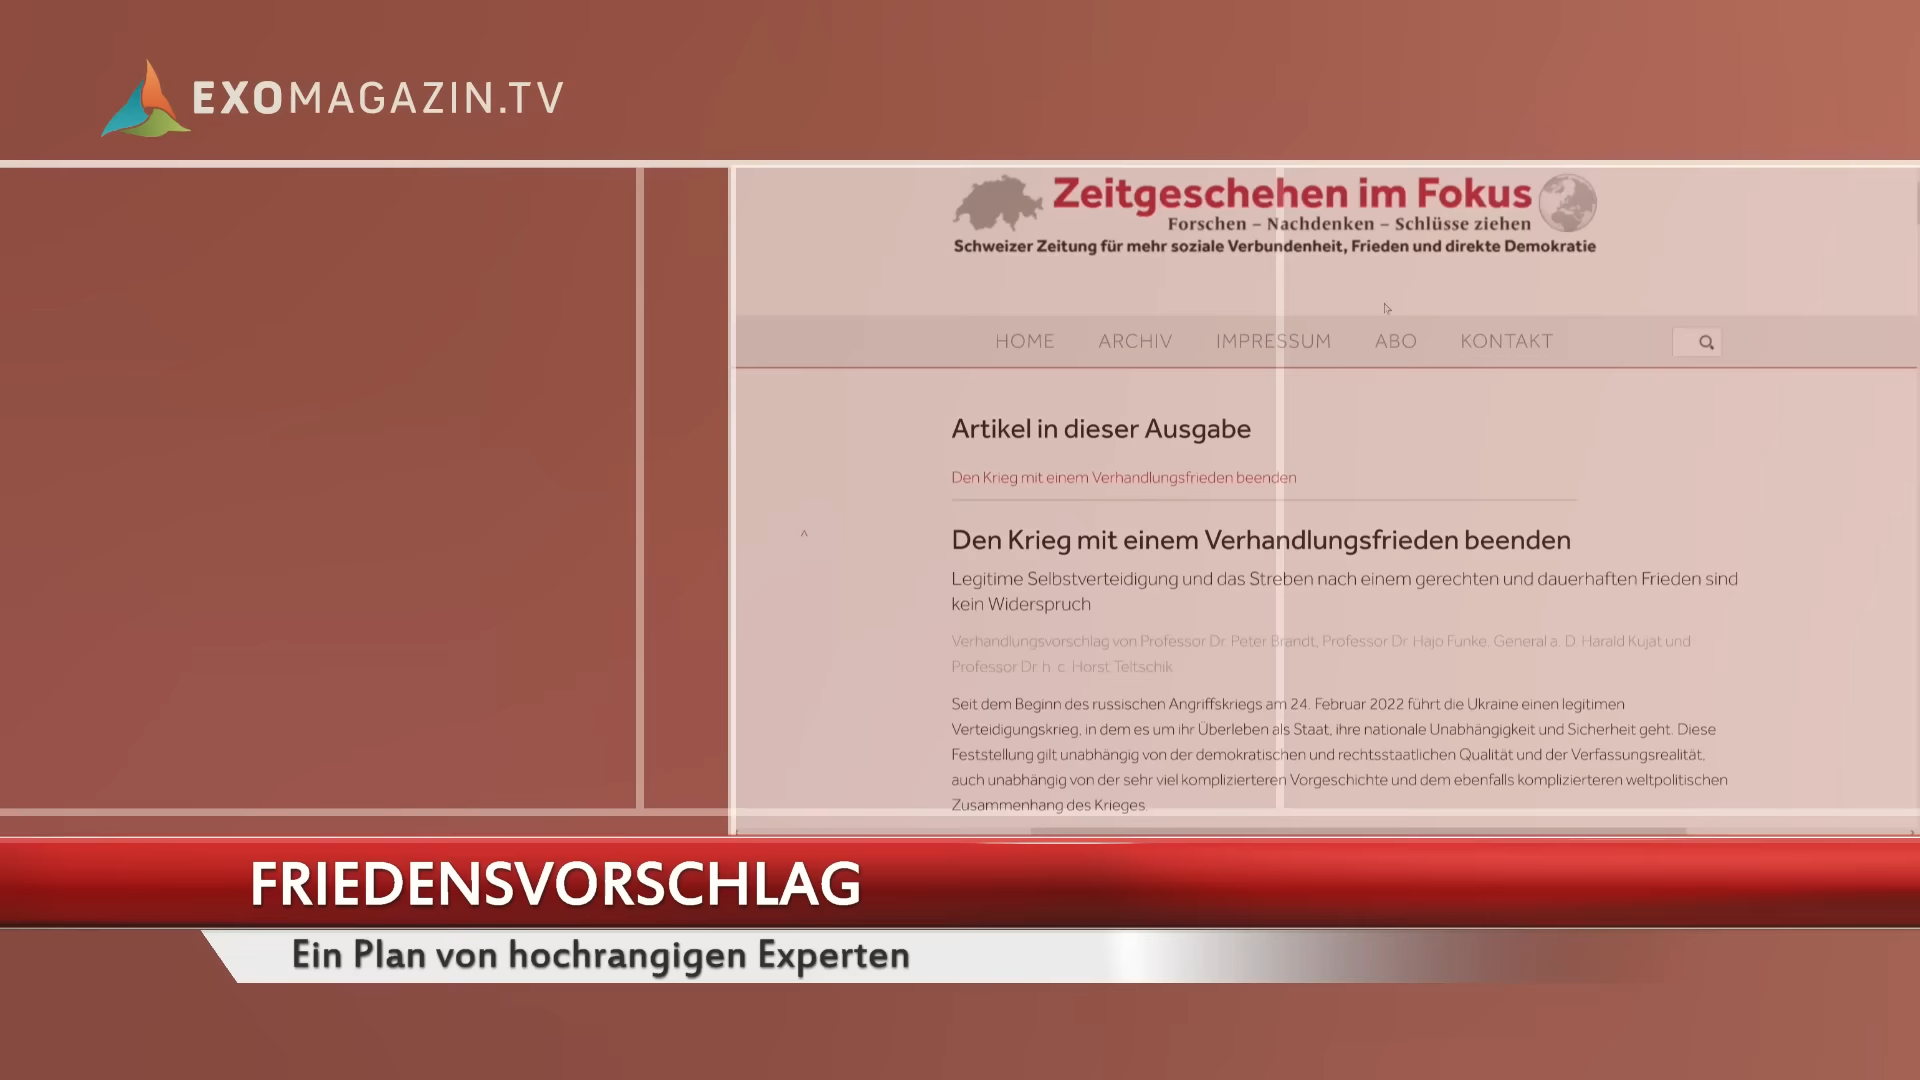 EXOMAGAZIN.TV
Zeitgeschehen im Fokus
Forschen – Nachdenken – Schlüsse ziehen
Schweizer Zeitung für mehr soziale Verbundenheit, Frieden und direkte Demokratie
HOME ARCHIV IMPRESSUM ABO KONTAKT
Artikel in dieser Ausgabe
Den Krieg mit einem Verhandlungsfrieden beenden
Den Krieg mit einem Verhandlungsfrieden beenden
Legitime Selbstverteidigung und das Streben nach einem gerechten und dauerhaften Frieden sind
kein Widerspruch
Verhandlungsvorschlag von Professor Dr. Peter Brandt, Professor Dr. Hajo Funke, General a. D. Harald Kujat und
Professor Dr. h. c. Horst Teltschik
Seit dem Beginn des russischen Angriffskriegs am 24. Februar 2022 führt die Ukraine einen legitimen
Verteidigungskrieg, in dem es um ihr Überleben als Staat, ihre nationale Unabhängigkeit und Sicherheit geht. Diese
Feststellung gilt unabhängig von der demokratischen und rechtsstaatlichen Qualität und der Verfassungsrealität,
auch unabhängig von der sehr viel komplizierteren Vorgeschichte und dem ebenfalls komplizierteren weltpolitischen
Zusammenhang des Krieges.
FRIEDENSVORSCHLAG
Ein Plan von hochrangigen Experten